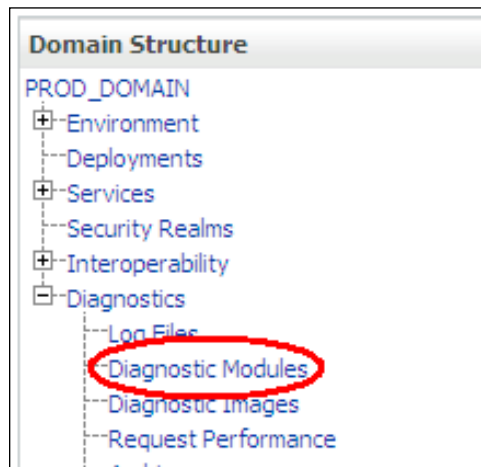 Domain Structure
PROD_DOMAIN
Environment
Deployments
Services
Security Realms
Interoperability
Diagnostics
Log Files
Diagnostic Modules
Diagnostic Images
Request Performance